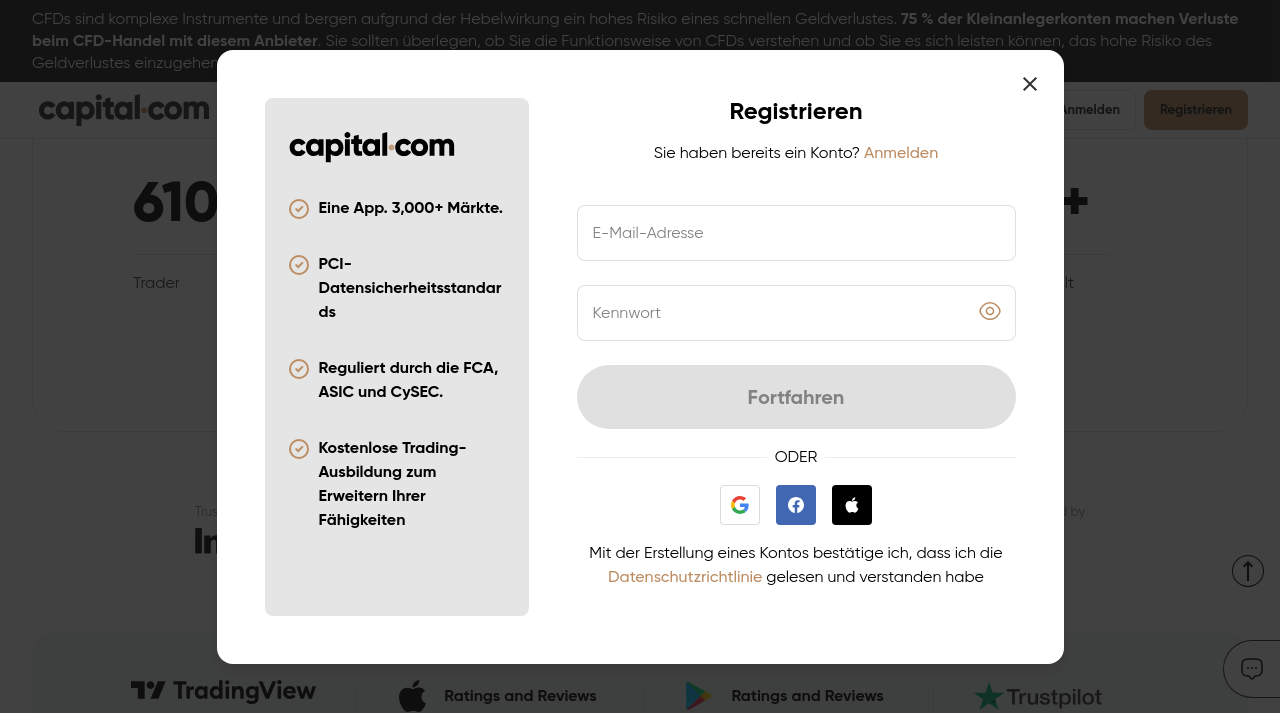 CFDs sind komplexe Instrumente und bergen aufgrund der Hebelwirkung ein hohes Risiko eines schnellen Geldverlustes. 75 % der Kleinanlegerkonten machen Verluste
beim CFD-Handel mit diesem Anbieter. Sie sollten überlegen, ob Sie die Funktionsweise von CFDs verstehen und ob Sie es sich leisten können, das hohe Risiko des
Geldverlustes einzugehen
capital.com
Anmelden
Registrieren
610
+
Trader
capital.com
Eine App. 3,000+ Märkte.
PCI-
Datensicherheitsstandar
ds
Reguliert durch die FCA,
ASIC und CySEC.
Kostenlose Trading-
Ausbildung zum
Erweitern Ihrer
Fähigkeiten
Registrieren
Sie haben bereits ein Konto? Anmelden
E-Mail-Adresse
Kennwort
Fortfahren
ODER
Mit der Erstellung eines Kontos bestätige ich, dass ich die
Datenschutzrichtlinie gelesen und verstanden habe
by
TradingView
Ratings and Reviews
Ratings and Reviews
Trustpilot